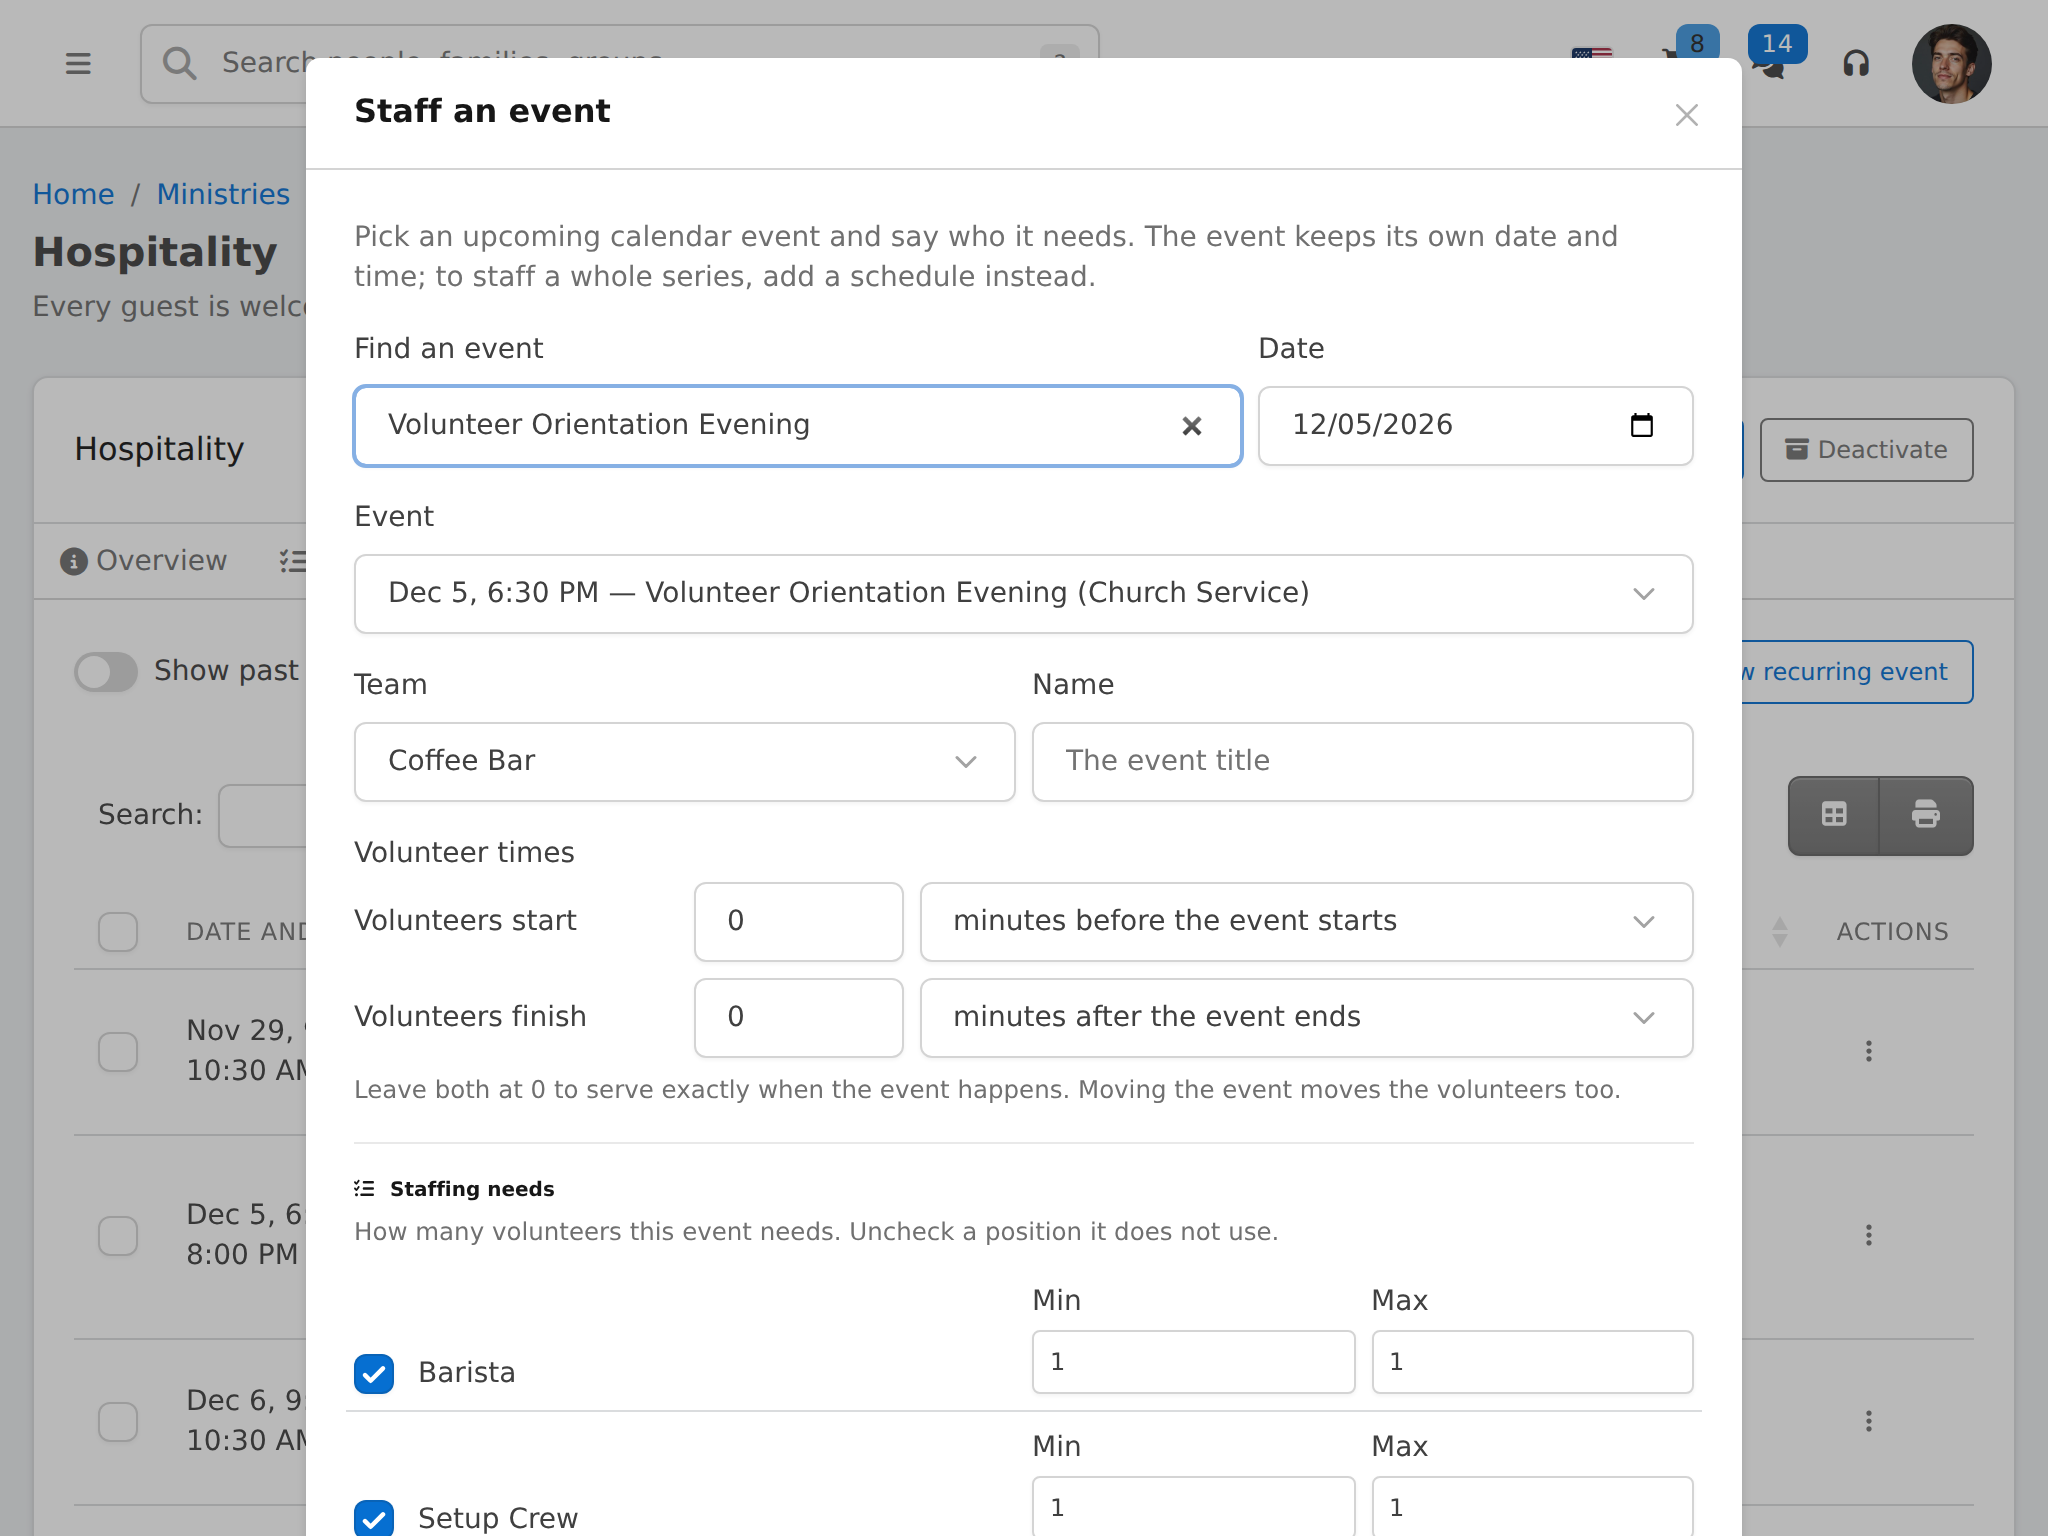 Search people, families, groups
?
8
14
Staff an event
Home / Ministries
Hospitality
Every guest is
Pick an upcoming calendar event and say who it needs. The event keeps its own date and
time; to staff a whole series, add a schedule instead.
Find an event
Date
Volunteer Orientation Evening
12/05/2026
Hospitality
Deactivate
Event
Overview
Dec 5, 6:30 PM — Volunteer Orientation Evening (Church Service)
Show past
recurring event
Team
Name
Coffee Bar
The event title
Search:
Volunteer times
Volunteers start
0
minutes before the event starts
DATE AND
ACTIONS
Volunteers finish
0
minutes after the event ends
Nov 29,
10:30 AM
Leave both at 0 to serve exactly when the event happens. Moving the event moves the volunteers too.
Staffing needs
How many volunteers this event needs. Uncheck a position it does not use.
Dec 5, 6
8:00 PM
Min
Max
Barista
1
1
Dec 6, 9
10:30 AM
Min
Max
Setup Crew
1
1